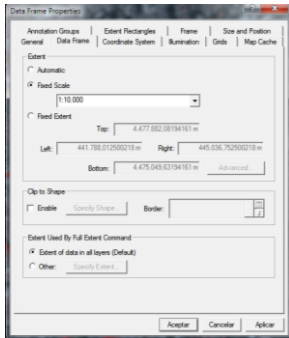 Data Frame Properties
Annotation Groups Extent Rectangles Frame Size and Position
General Data Frame Coordinate System Illumination Grids Map Cache
Extent
Automatic
Fixed Scale
1:10.000
Fixed Extent
Top: 4.477.882,08194161 m
Left: 441.788,012500218 m Right: 445.036,752500218 m
Bottom: 4.475.049,63194161 m Advanced...
Clip to Shape
Enable Specify Shape... Border:
Extent Used By Full Extent Command
Extent of data in all layers (Default)
Other: Specify Extent...
Aceptar Cancelar Aplicar